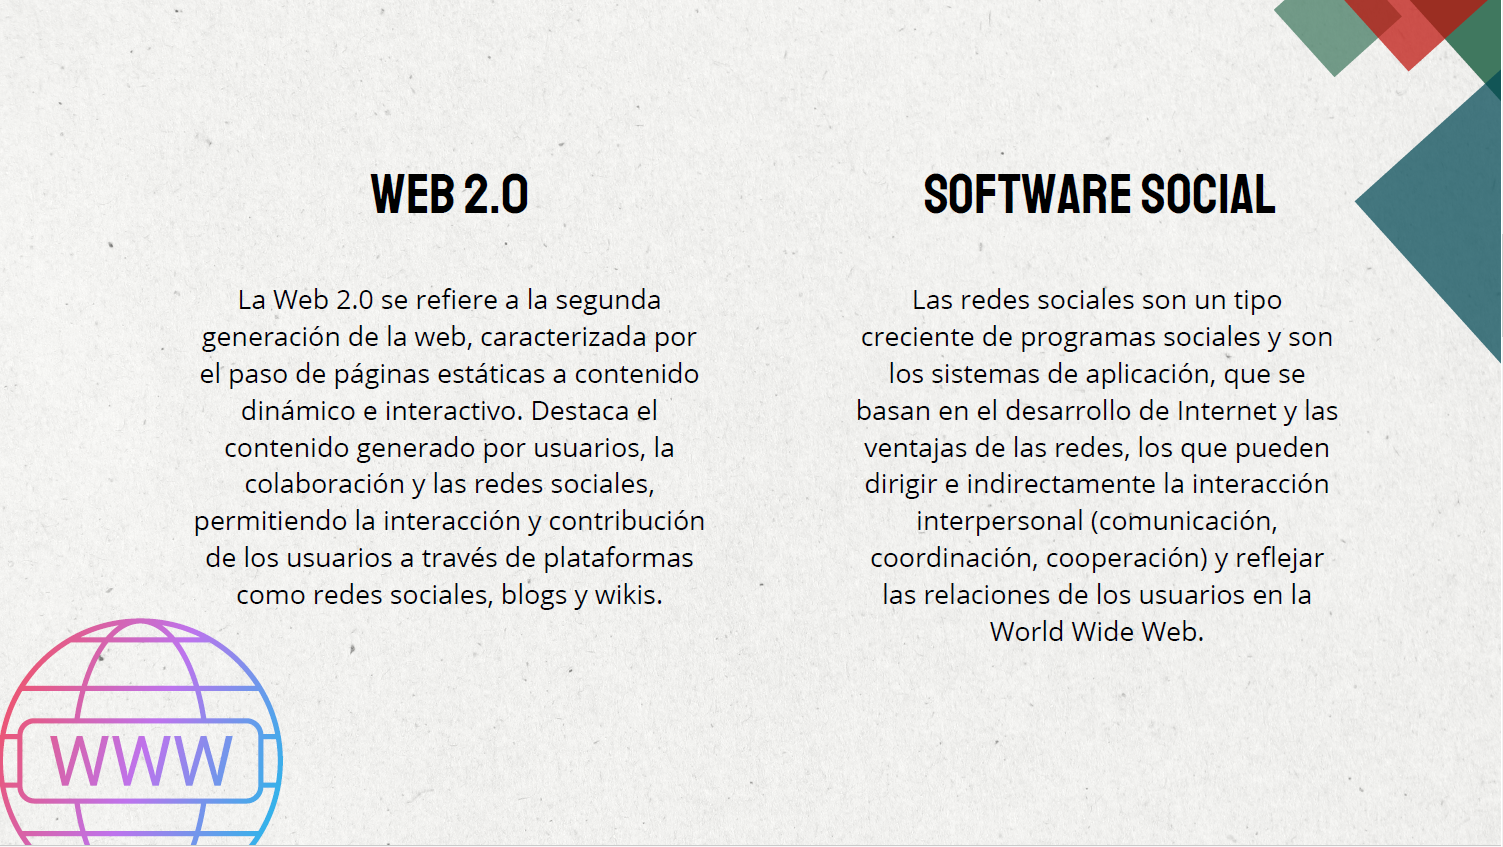 WEB 2.0
La Web 2.0 se refiere a la segunda
generación de la web, caracterizada por
el paso de páginas estáticas a contenido
dinámico e interactivo. Destaca el
contenido generado por usuarios, la
colaboración y las redes sociales,
permitiendo la interacción y contribución
de los usuarios a través de plataformas
como redes sociales, blogs y wikis.
SOFTWARE SOCIAL
Las redes sociales son un tipo
creciente de programas sociales y son
los sistemas de aplicación, que se
basan en el desarrollo de Internet y las
ventajas de las redes, los que pueden
dirigir e indirectamente la interacción
interpersonal (comunicación,
coordinación, cooperación) y reflejar
las relaciones de los usuarios en la
World Wide Web.
WWW